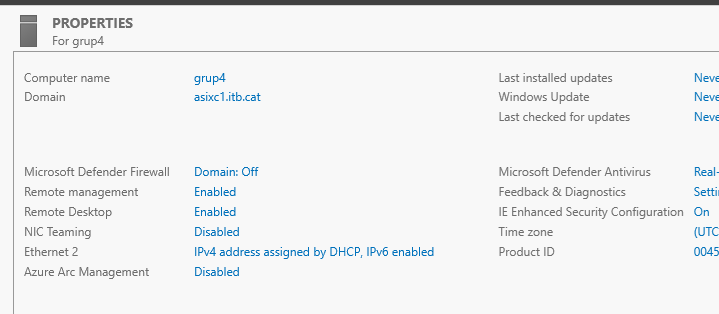 PROPERTIES
For grup4
Computer name grup4
Domain asixc1.itb.cat
Last installed updates Neve
Windows Update Neve
Last checked for updates Neve
Microsoft Defender Firewall Domain: Off
Remote management Enabled
Remote Desktop Enabled
NIC Teaming Disabled
Ethernet 2 IPv4 address assigned by DHCP, IPv6 enabled
Azure Arc Management Disabled
Microsoft Defender Antivirus Real-
Feedback & Diagnostics Setti
IE Enhanced Security Configuration On
Time zone (UTC
Product ID 0045